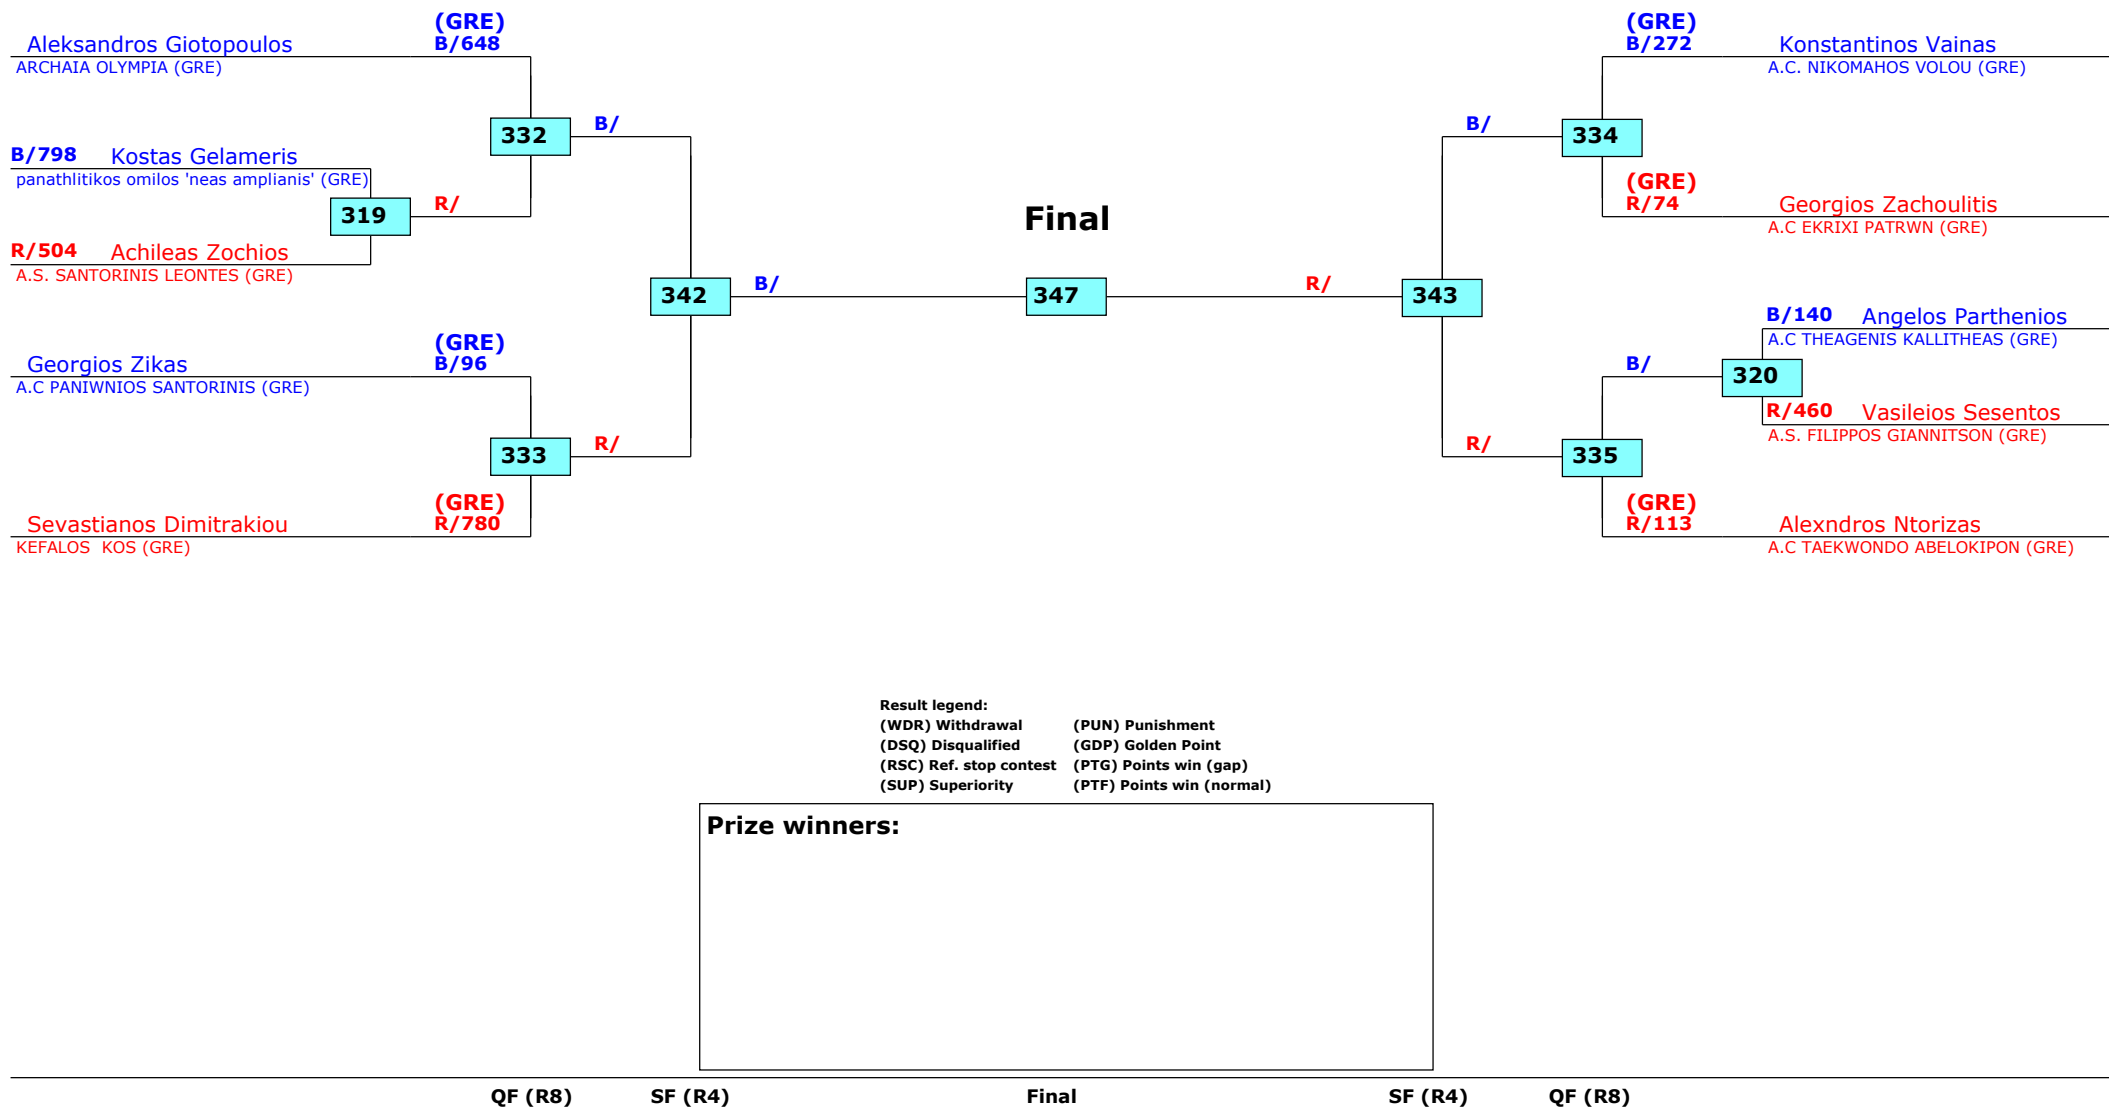 (GRE)
Aleksandros Giotopoulos B/648
ARCHAIA OLYMPIA (GRE)
332
B/
B/798 Kostas Gelameris
panathlitikos omilos 'neas amplianis' (GRE)
319
R/
R/504 Achileas Zochios
A.S. SANTORINIS LEONTES (GRE)
342
B/
(GRE)
Georgios Zikas B/96
A.C PANIWNIOS SANTORINIS (GRE)
333
R/
(GRE)
Sevastianos Dimitrakiou R/780
KEFALOS  KOS (GRE)
Final
347
(GRE)
B/272 Konstantinos Vainas
A.C. NIKOMAHOS VOLOU (GRE)
B/
334
(GRE)
R/74 Georgios Zachoulitis
A.C EKRIXI PATRWN (GRE)
R/
343
B/140 Angelos Parthenios
A.C THEAGENIS KALLITHEAS (GRE)
B/
320
R/460 Vasileios Sesentos
A.S. FILIPPOS GIANNITSON (GRE)
R/
335
(GRE)
R/113 Alexndros Ntorizas
A.C TAEKWONDO ABELOKIPON (GRE)
Result legend:
(WDR) Withdrawal (PUN) Punishment
(DSQ) Disqualified (GDP) Golden Point
(RSC) Ref. stop contest (PTG) Points win (gap)
(SUP) Superiority (PTF) Points win (normal)
Prize winners:
QF (R8) SF (R4) Final SF (R4) QF (R8)